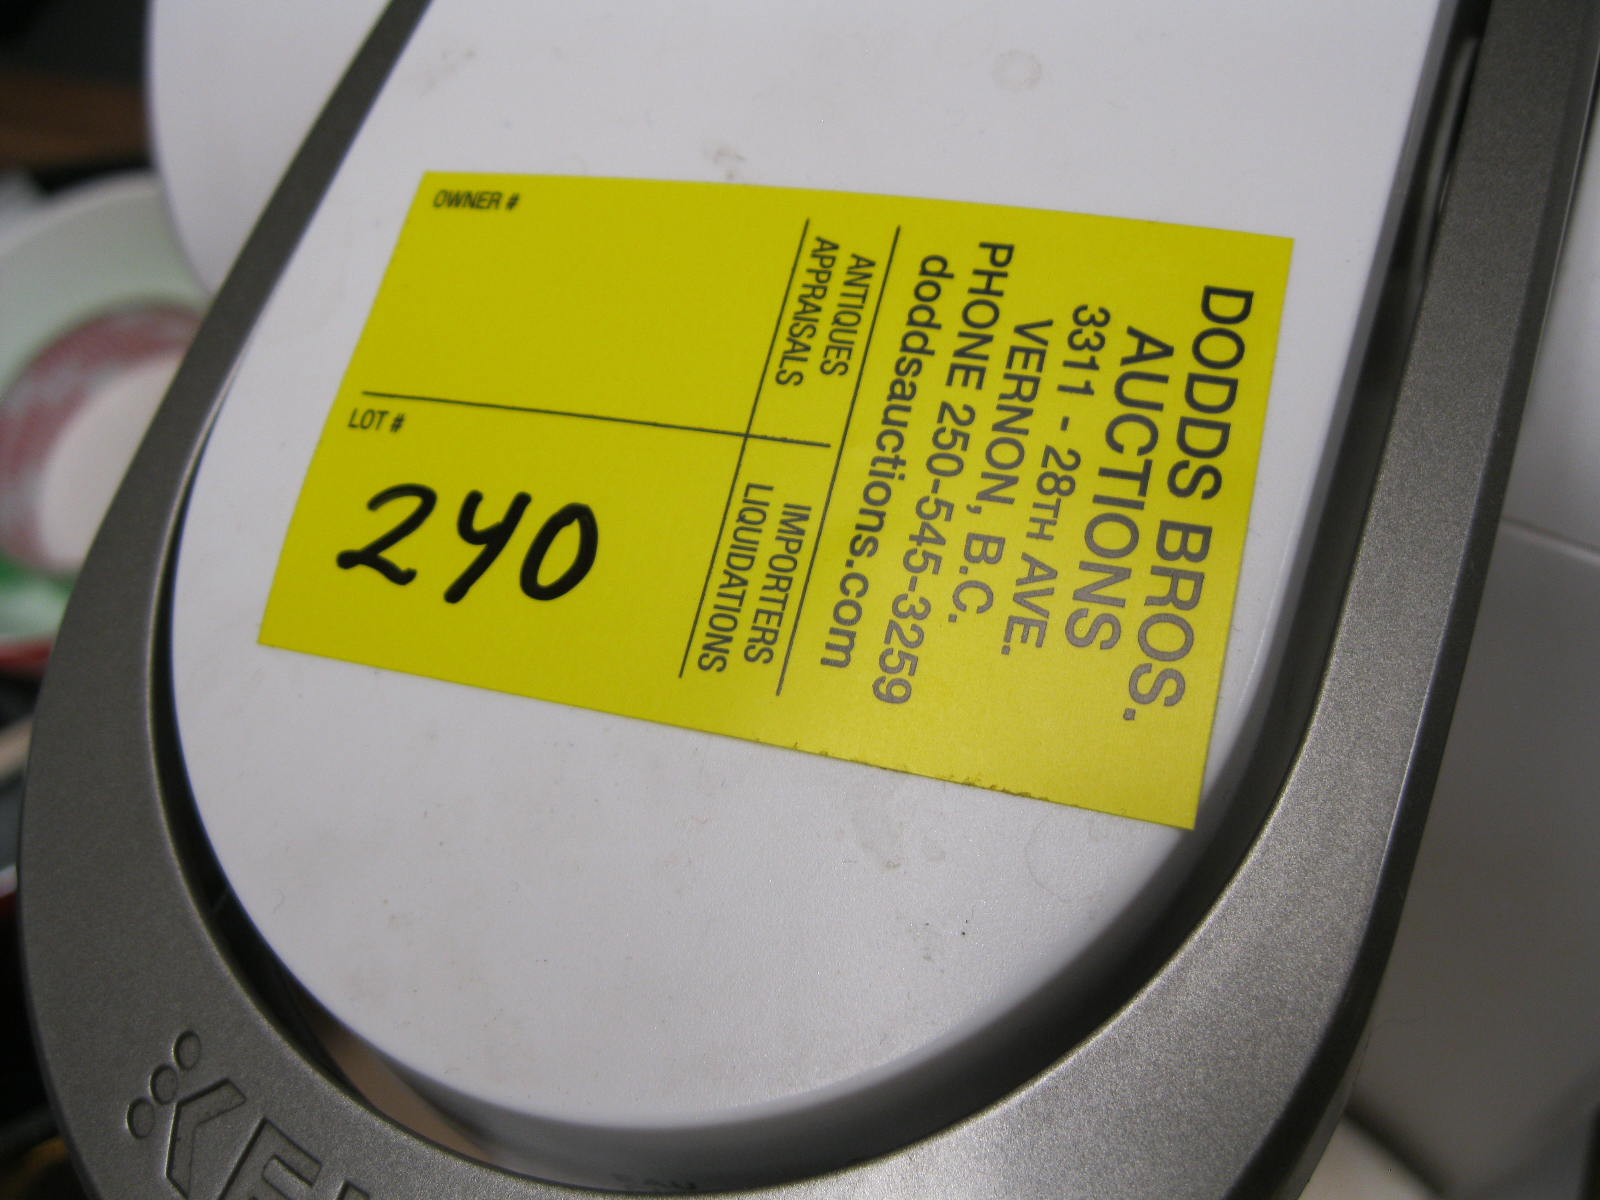 DODDS BROS.
AUCTIONS
3311 - 28TH AVE.
VERNON, B.C.
PHONE 250-545-3259
doddsauctions.com
ANTIQUES
APPRAISALS
IMPORTERS
LIQUIDATIONS
OWNER #
LOT #
240